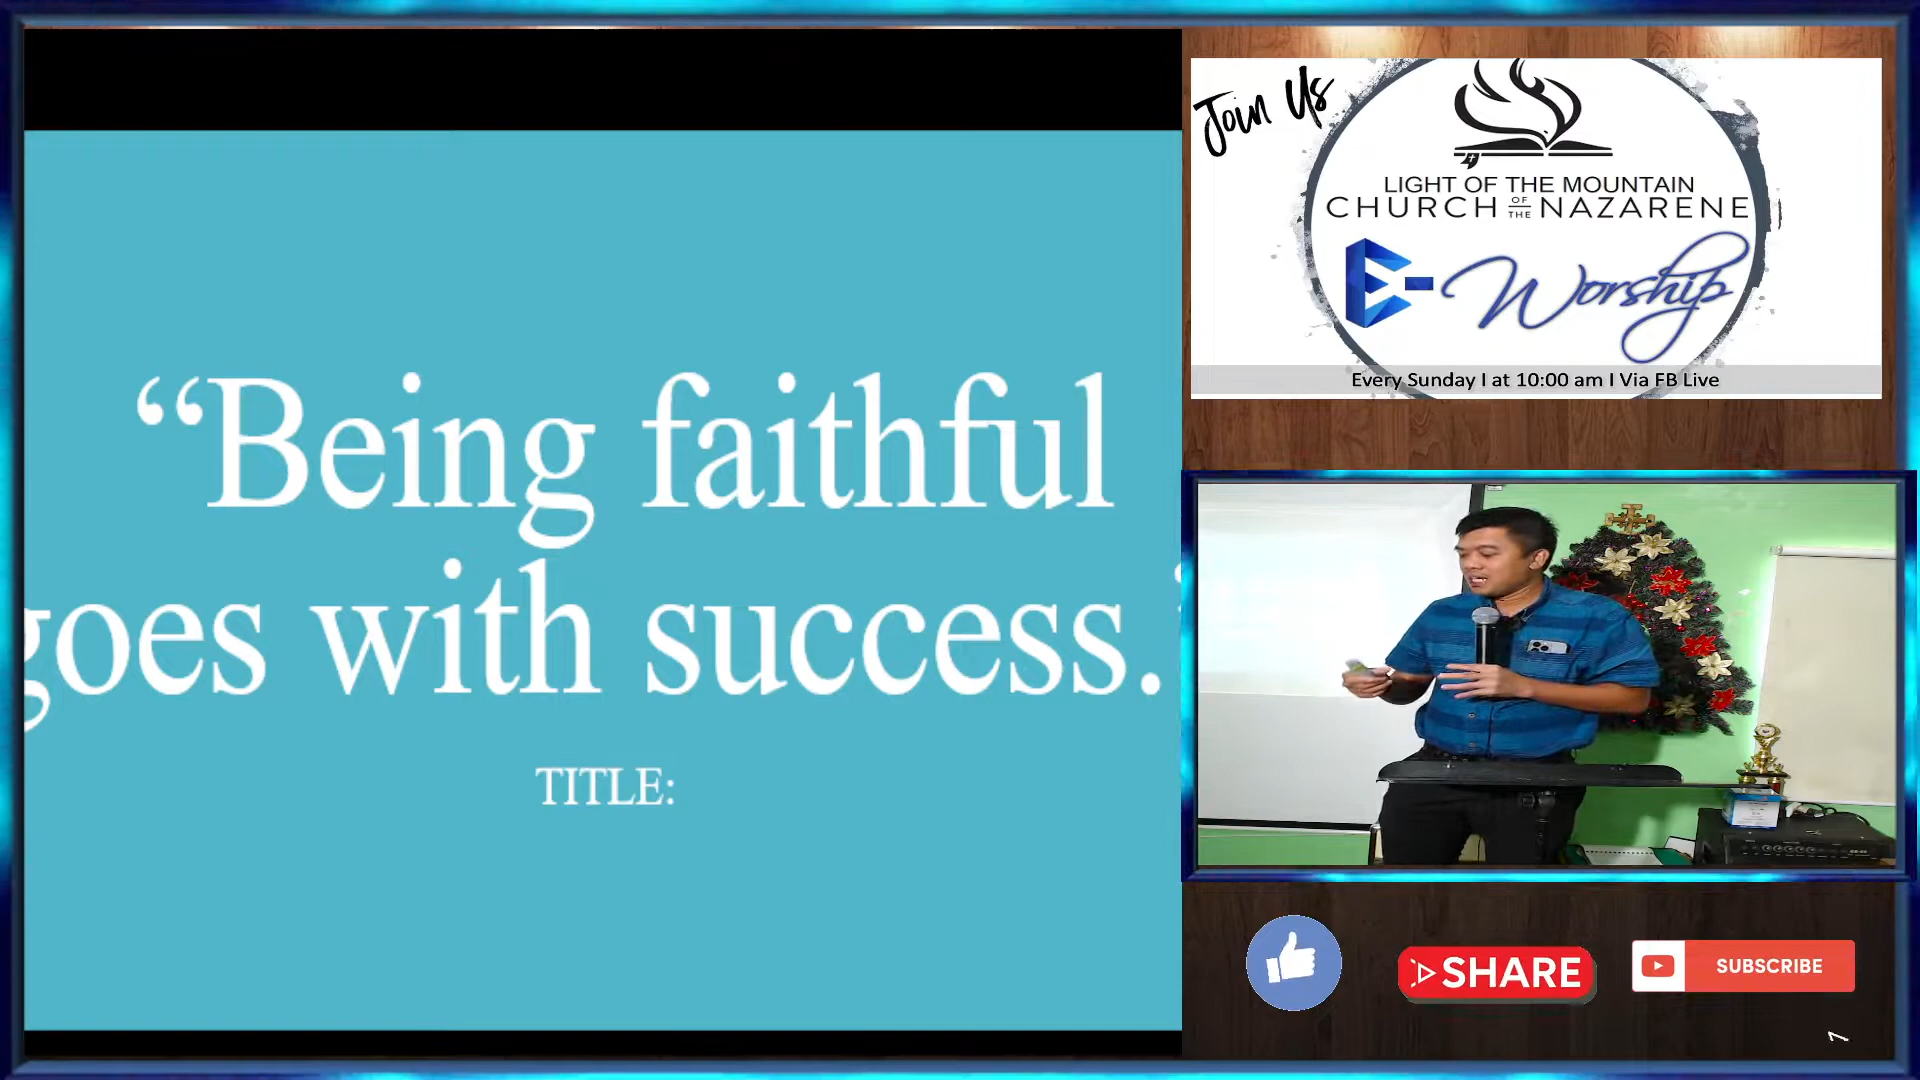 “Being faithful
goes with success.
TITLE:
Join Us
LIGHT OF THE MOUNTAIN
CHURCH OF THE NAZARENE
E-Worship
Every Sunday I at 10:00 am I Via FB Live
SHARE
SUBSCRIBE